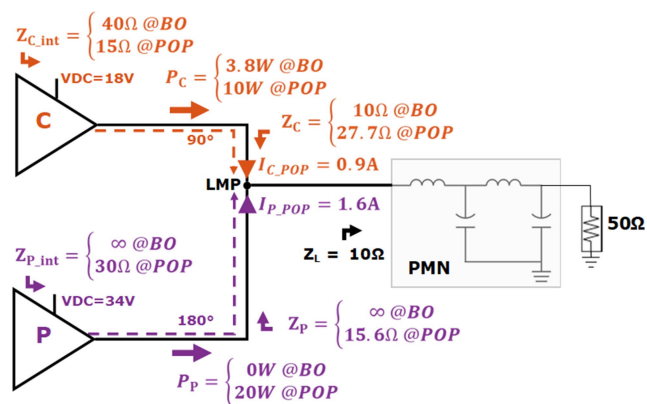 Z_C_int = { 40Ω @BO
15Ω @POP
VDC=18V
P_C = { 3.8W @BO
10W @POP
C
90°
Z_C = { 10Ω @BO
27.7Ω @POP
I_C_POP = 0.9A
LMP
I_P_POP = 1.6A
Z_L = 10Ω
PMN
50Ω
Z_P_int = { ∞ @BO
30Ω @POP
VDC=34V
P
180°
Z_P = { ∞ @BO
15.6Ω @POP
P_P = { 0W @BO
20W @POP